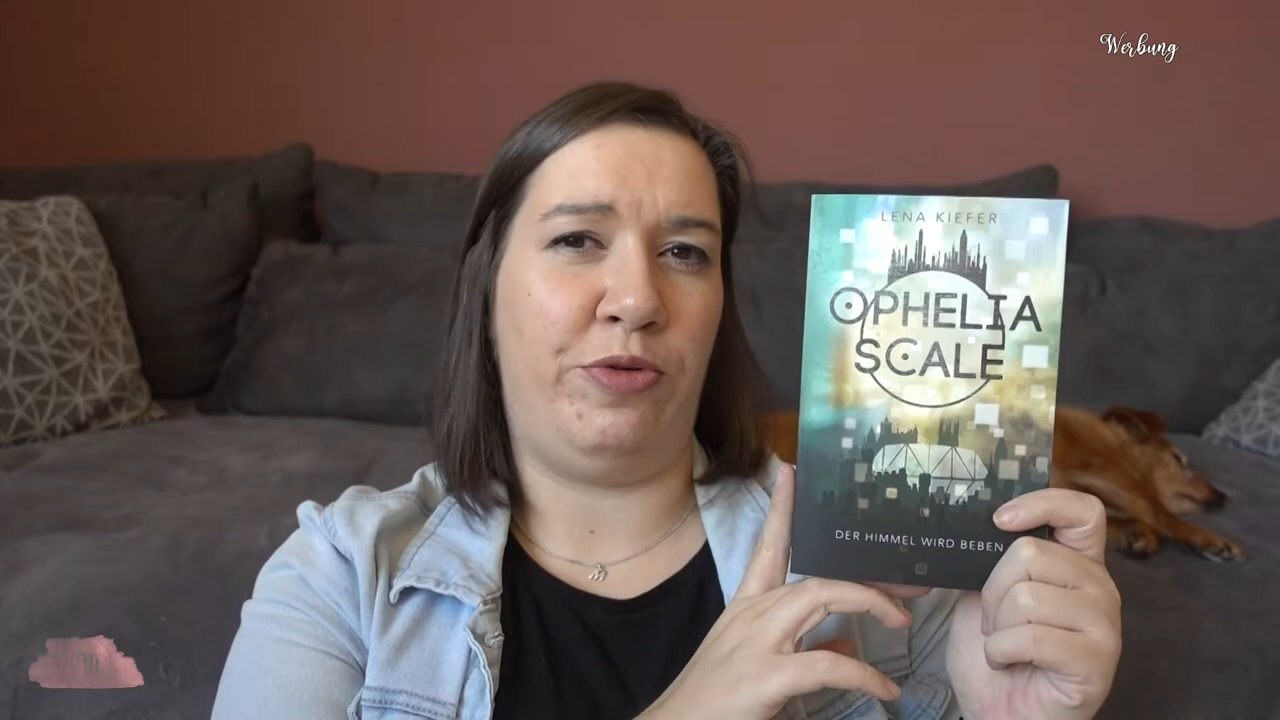 Werbung
LENA KIEFER
OPHELIA
SCALE
DER HIMMEL WIRD BEBEN